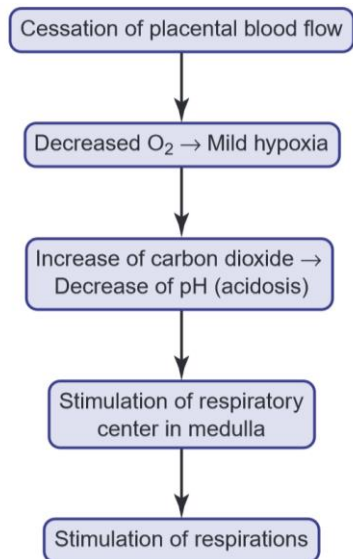 Cessation of placental blood flow
Decreased O₂ → Mild hypoxia
Increase of carbon dioxide →
Decrease of pH (acidosis)
Stimulation of respiratory
center in medulla
Stimulation of respirations